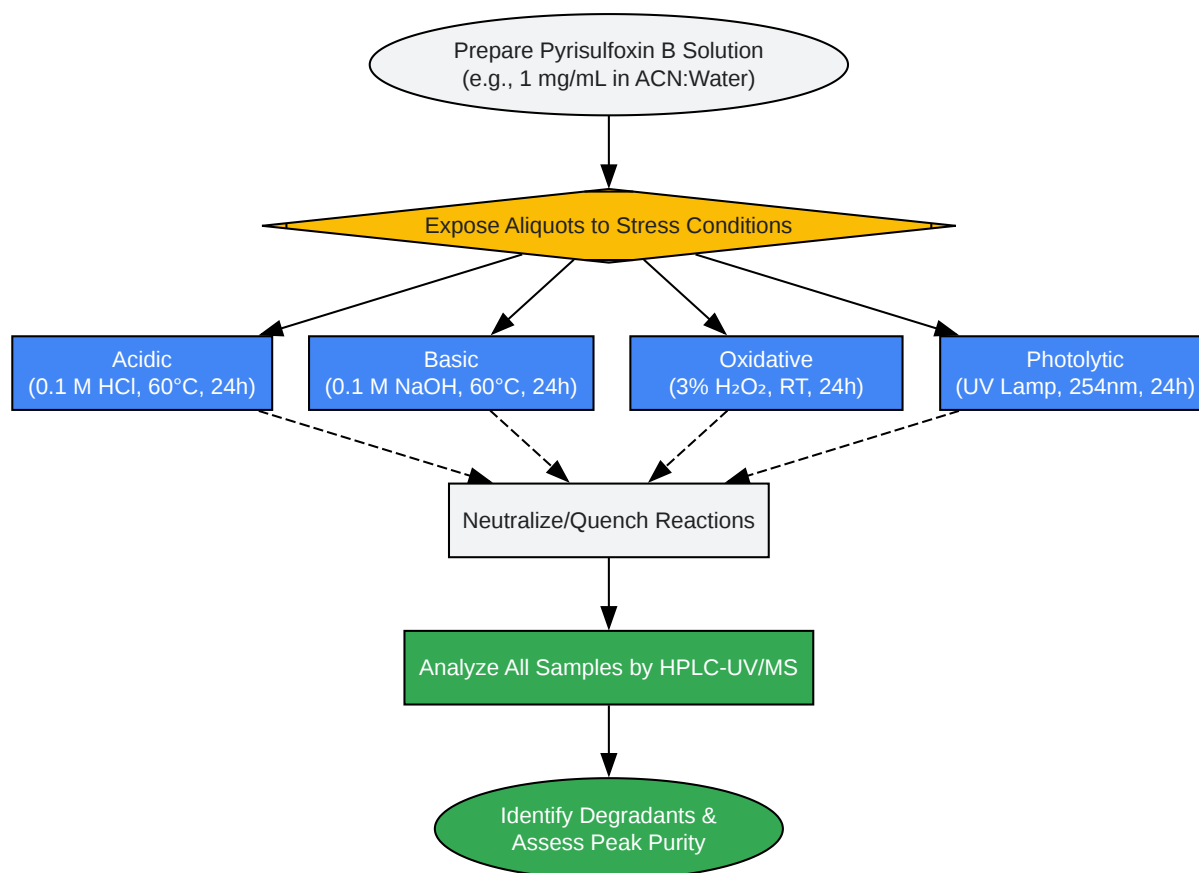 Prepare Pyrisulfoxin B Solution
(e.g., 1 mg/mL in ACN:Water)
Expose Aliquots to Stress Conditions
Acidic
(0.1 M HCl, 60°C, 24h)
Basic
(0.1 M NaOH, 60°C, 24h)
Oxidative
(3% H₂O₂, RT, 24h)
Photolytic
(UV Lamp, 254nm, 24h)
Neutralize/Quench Reactions
Analyze All Samples by HPLC-UV/MS
Identify Degradants &
Assess Peak Purity